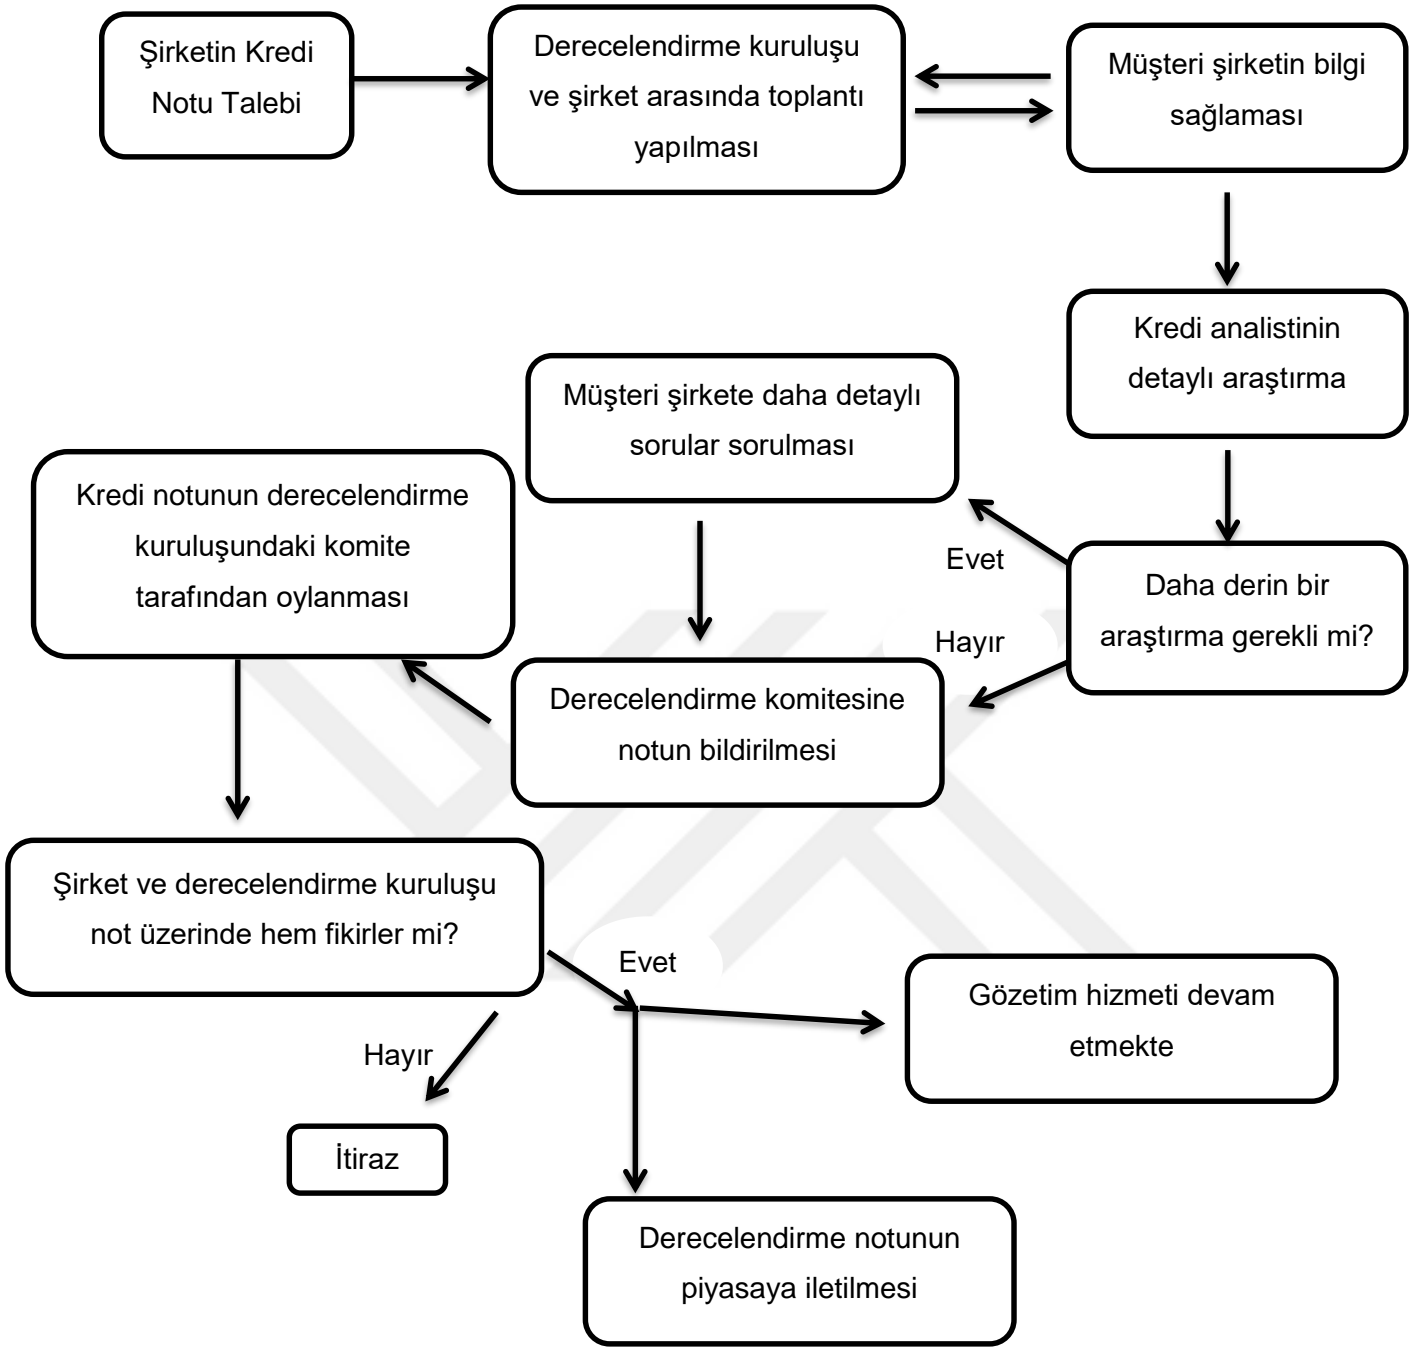 Şirketin Kredi
Notu Talebi
Derecelendirme kuruluşu
ve şirket arasında toplantı
yapılması
Müşteri şirketin bilgi
sağlaması
Kredi analistinin
detaylı araştırma
Müşteri şirkete daha detaylı
sorular sorulması
Kredi notunun derecelendirme
kuruluşundaki komite
tarafından oylanması
Evet
Daha derin bir
araştırma gerekli mi?
Hayır
Derecelendirme komitesine
notun bildirilmesi
Şirket ve derecelendirme kuruluşu
not üzerinde hem fikirler mi?
Evet
Gözetim hizmeti devam
etmekte
Hayır
İtiraz
Derecelendirme notunun
piyasaya iletilmesi